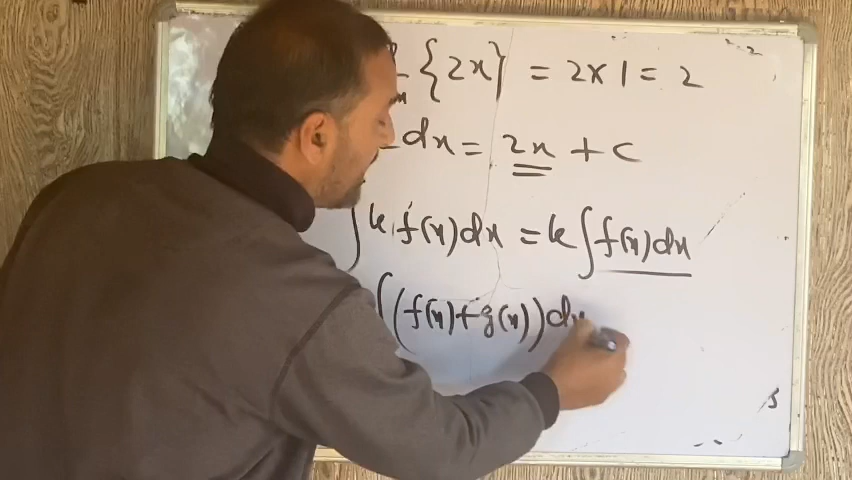 {2x} = 2x1 = 2
dx = 2x + c
∫ k f(x)dx = k ∫ f(x)dx
∫ (f(x)+g(x))dx